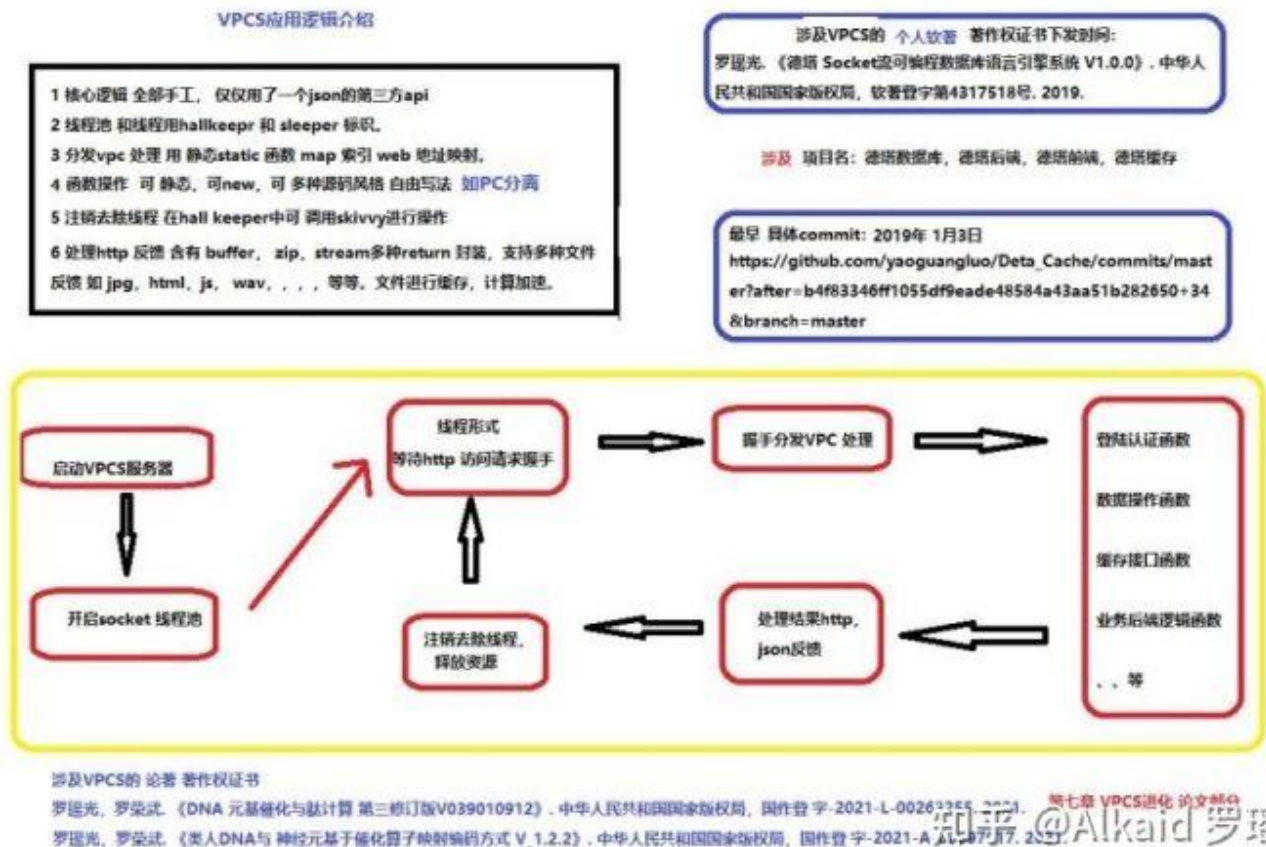 VPCS应用逻辑介绍
1 核心逻辑 全部手工， 仅仅用了一个json的第三方api
2 线程池 和线程用hallkeepr 和 sleeper 标识。
3 分发vpc 处理 用 静态static 函数 map 索引 web 地址映射。
4 函数操作 可 静态，可new，可 多种源码风格 自由写法 如PC分离
5 注销去除线程 在hall keeper中可 调用skivvy进行操作
6 处理http 反馈 含有 buffer， zip，stream多种return 封装，支持多种文件
反馈 如 jpg，html，js， wav，，，，等等。文件进行缓存，计算加速。
涉及VPCS的 个人软著 著作权证书下发时间：
罗瑶光. 《德塔 Socket流可编程数据库语言引擎系统 V1.0.0》. 中华人
民共和国国家版权局，软著登字第4317518号. 2019.
涉及 项目名：德塔数据库，德塔后端，德塔前端，德塔缓存
最早 具体commit：2019年 1月3日
https://github.com/yaoguangluo/Deta_Cache/commits/mast
er?after=b4f83346ff1055df9eade48584a43aa51b282650+34
&branch=master
启动VPCS服务器
开启socket 线程池
线程形式
等待http 访问请求握手
握手分发VPC 处理
登陆认证函数
数据操作函数
缓存接口函数
业务后端逻辑函数
、、等
处理结果http，
json反馈
注销去除线程，
释放资源
涉及VPCS的 论著 著作权证书
罗瑶光，罗荣武. 《DNA 元基催化与肽计算 第三修订版V039010912》. 中华人民共和国国家版权局，国作登 字-2021-L-00263355. 2021.
第七章 VPCS进化 论文部分
罗瑶光，罗荣武. 《类人DNA与 神经元基于催化算子映射编码方式 V_1.2.2》. 中华人民共和国国家版权局，国作登 字-2021-A
知乎 @Alkaid 罗瑶